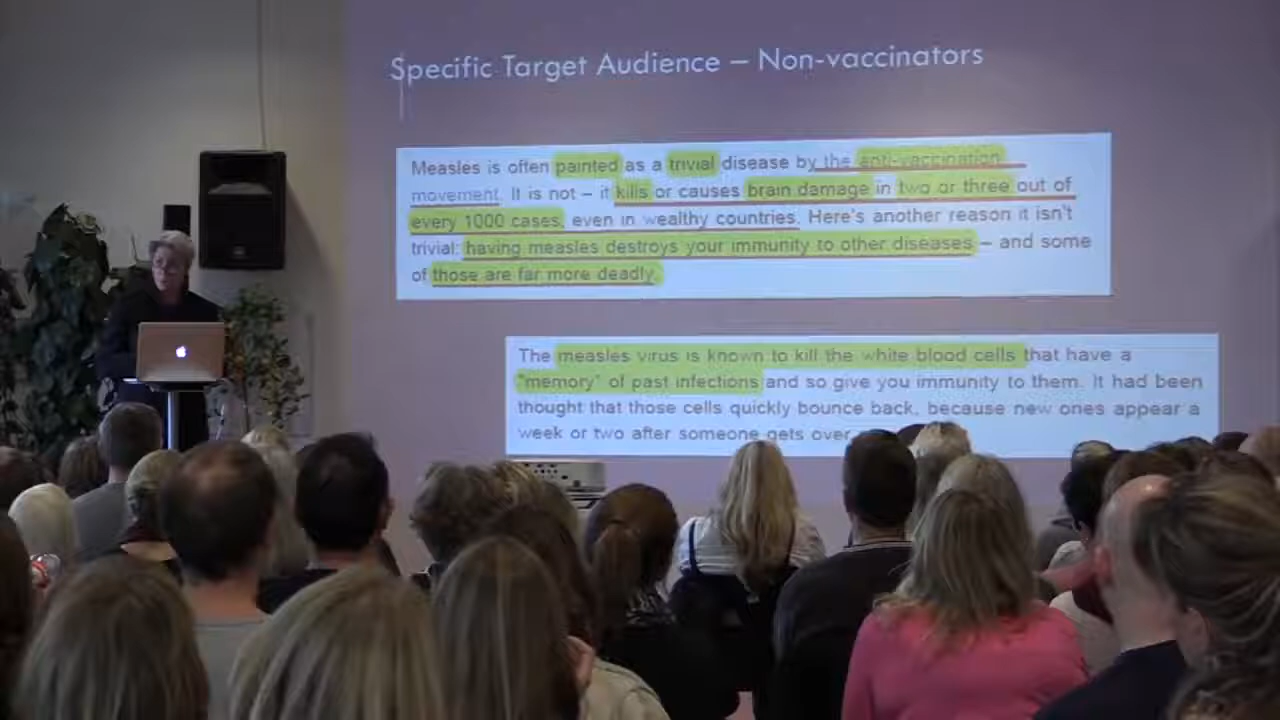 Specific Target Audience – Non-vaccinators
Measles is often painted as a trivial disease by the anti-vaccination
movement. It is not – it kills or causes brain damage in two or three out of
every 1000 cases, even in wealthy countries. Here's another reason it isn't
trivial: having measles destroys your immunity to other diseases – and some
of those are far more deadly.
The measles virus is known to kill the white blood cells that have a
"memory" of past infections and so give you immunity to them. It had been
thought that those cells quickly bounce back, because new ones appear a
week or two after someone gets over